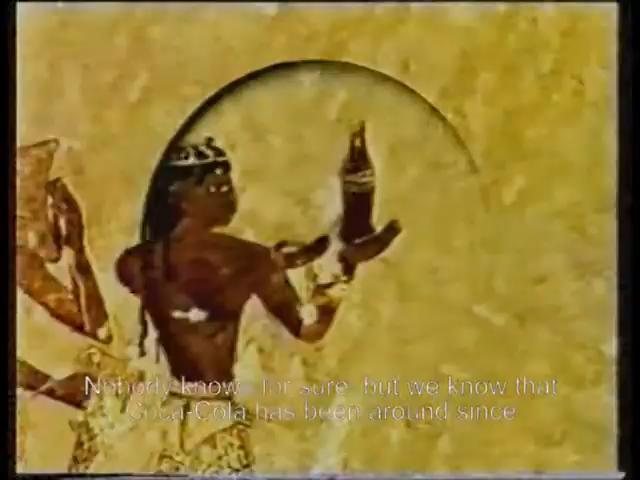 Nobody knows for sure, but we know that
Coca-Cola has been around since